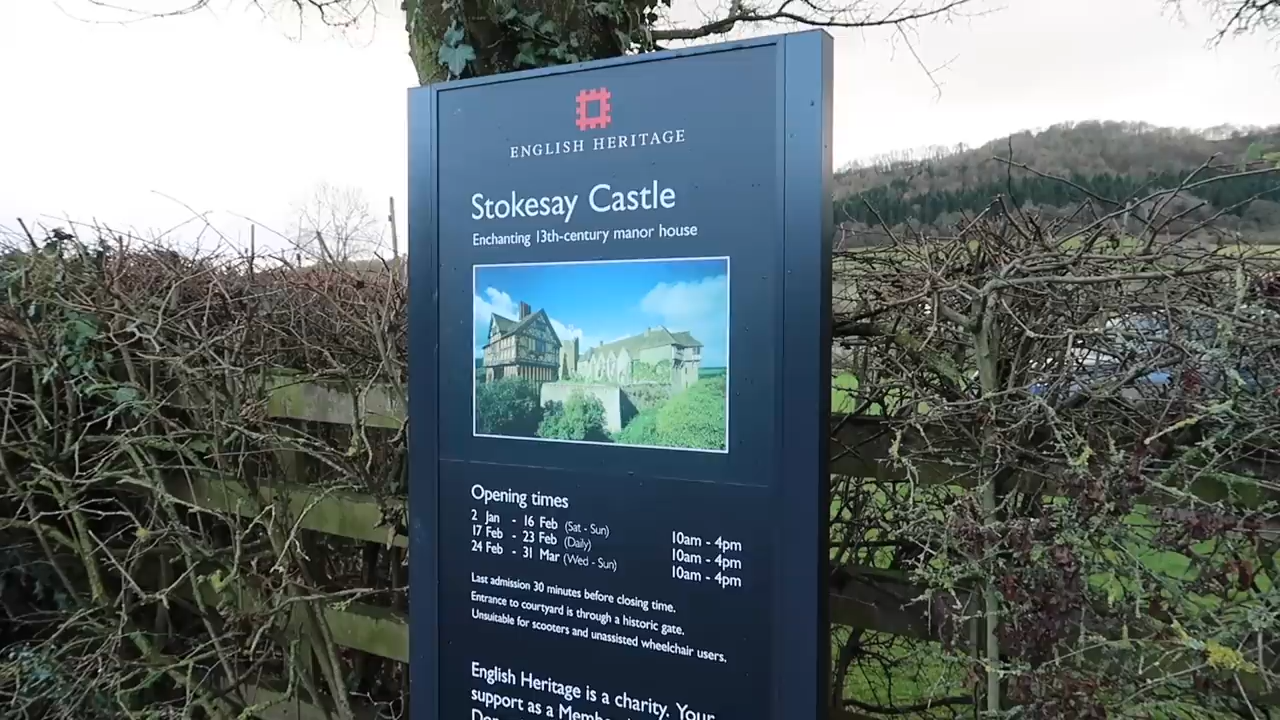 ENGLISH HERITAGE
Stokesay Castle
Enchanting 13th-century manor house
Opening times
2 Jan - 16 Feb (Sat - Sun) 10am - 4pm
17 Feb - 23 Feb (Daily) 10am - 4pm
24 Feb - 31 Mar (Wed - Sun) 10am - 4pm
Last admission 30 minutes before closing time.
Entrance to courtyard is through a historic gate.
Unsuitable for scooters and unassisted wheelchair users.
English Heritage is a charity. Your
support as a